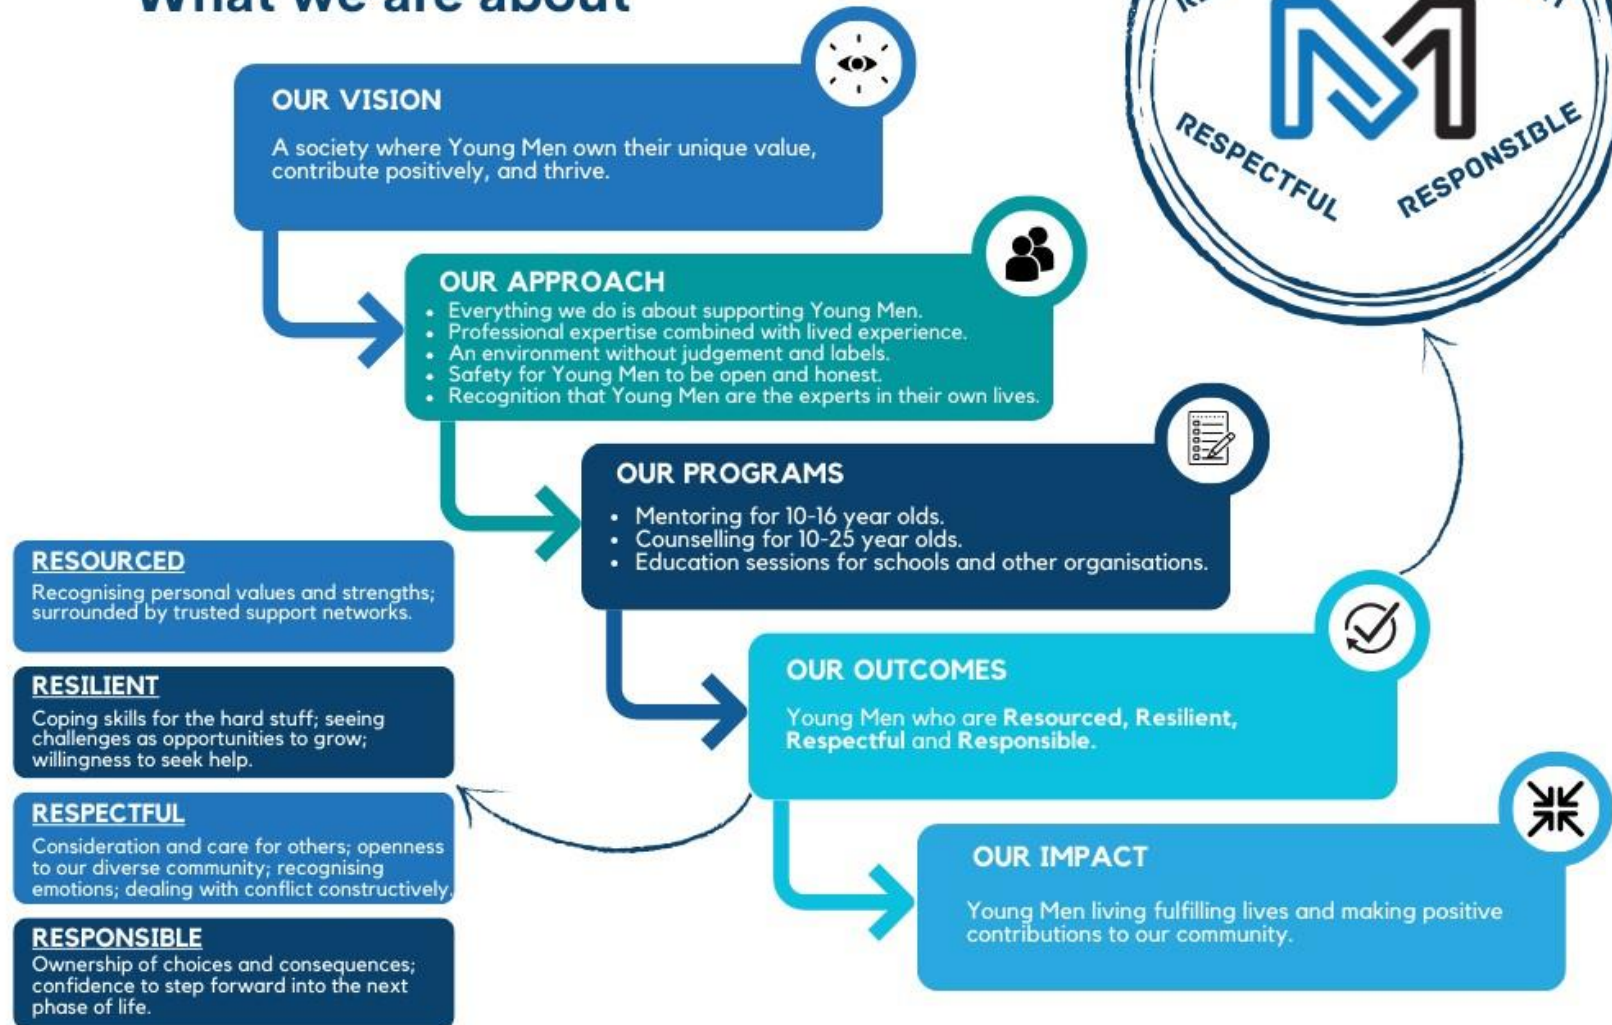 What we are about
OUR VISION
A society where Young Men own their unique value,
contribute positively, and thrive.
RESPECTFUL
RESPONSIBLE
OUR APPROACH
• Everything we do is about supporting Young Men.
• Professional expertise combined with lived experience.
• An environment without judgement and labels.
• Safety for Young Men to be open and honest.
• Recognition that Young Men are the experts in their own lives.
OUR PROGRAMS
• Mentoring for 10-16 year olds.
• Counselling for 10-25 year olds.
• Education sessions for schools and other organisations.
OUR OUTCOMES
Young Men who are Resourced, Resilient,
Respectful and Responsible.
OUR IMPACT
Young Men living fulfilling lives and making positive
contributions to our community.
RESOURCED
Recognising personal values and strengths;
surrounded by trusted support networks.
RESILIENT
Coping skills for the hard stuff; seeing
challenges as opportunities to grow;
willingness to seek help.
RESPECTFUL
Consideration and care for others; openness
to our diverse community; recognising
emotions; dealing with conflict constructively.
RESPONSIBLE
Ownership of choices and consequences;
confidence to step forward into the next
phase of life.